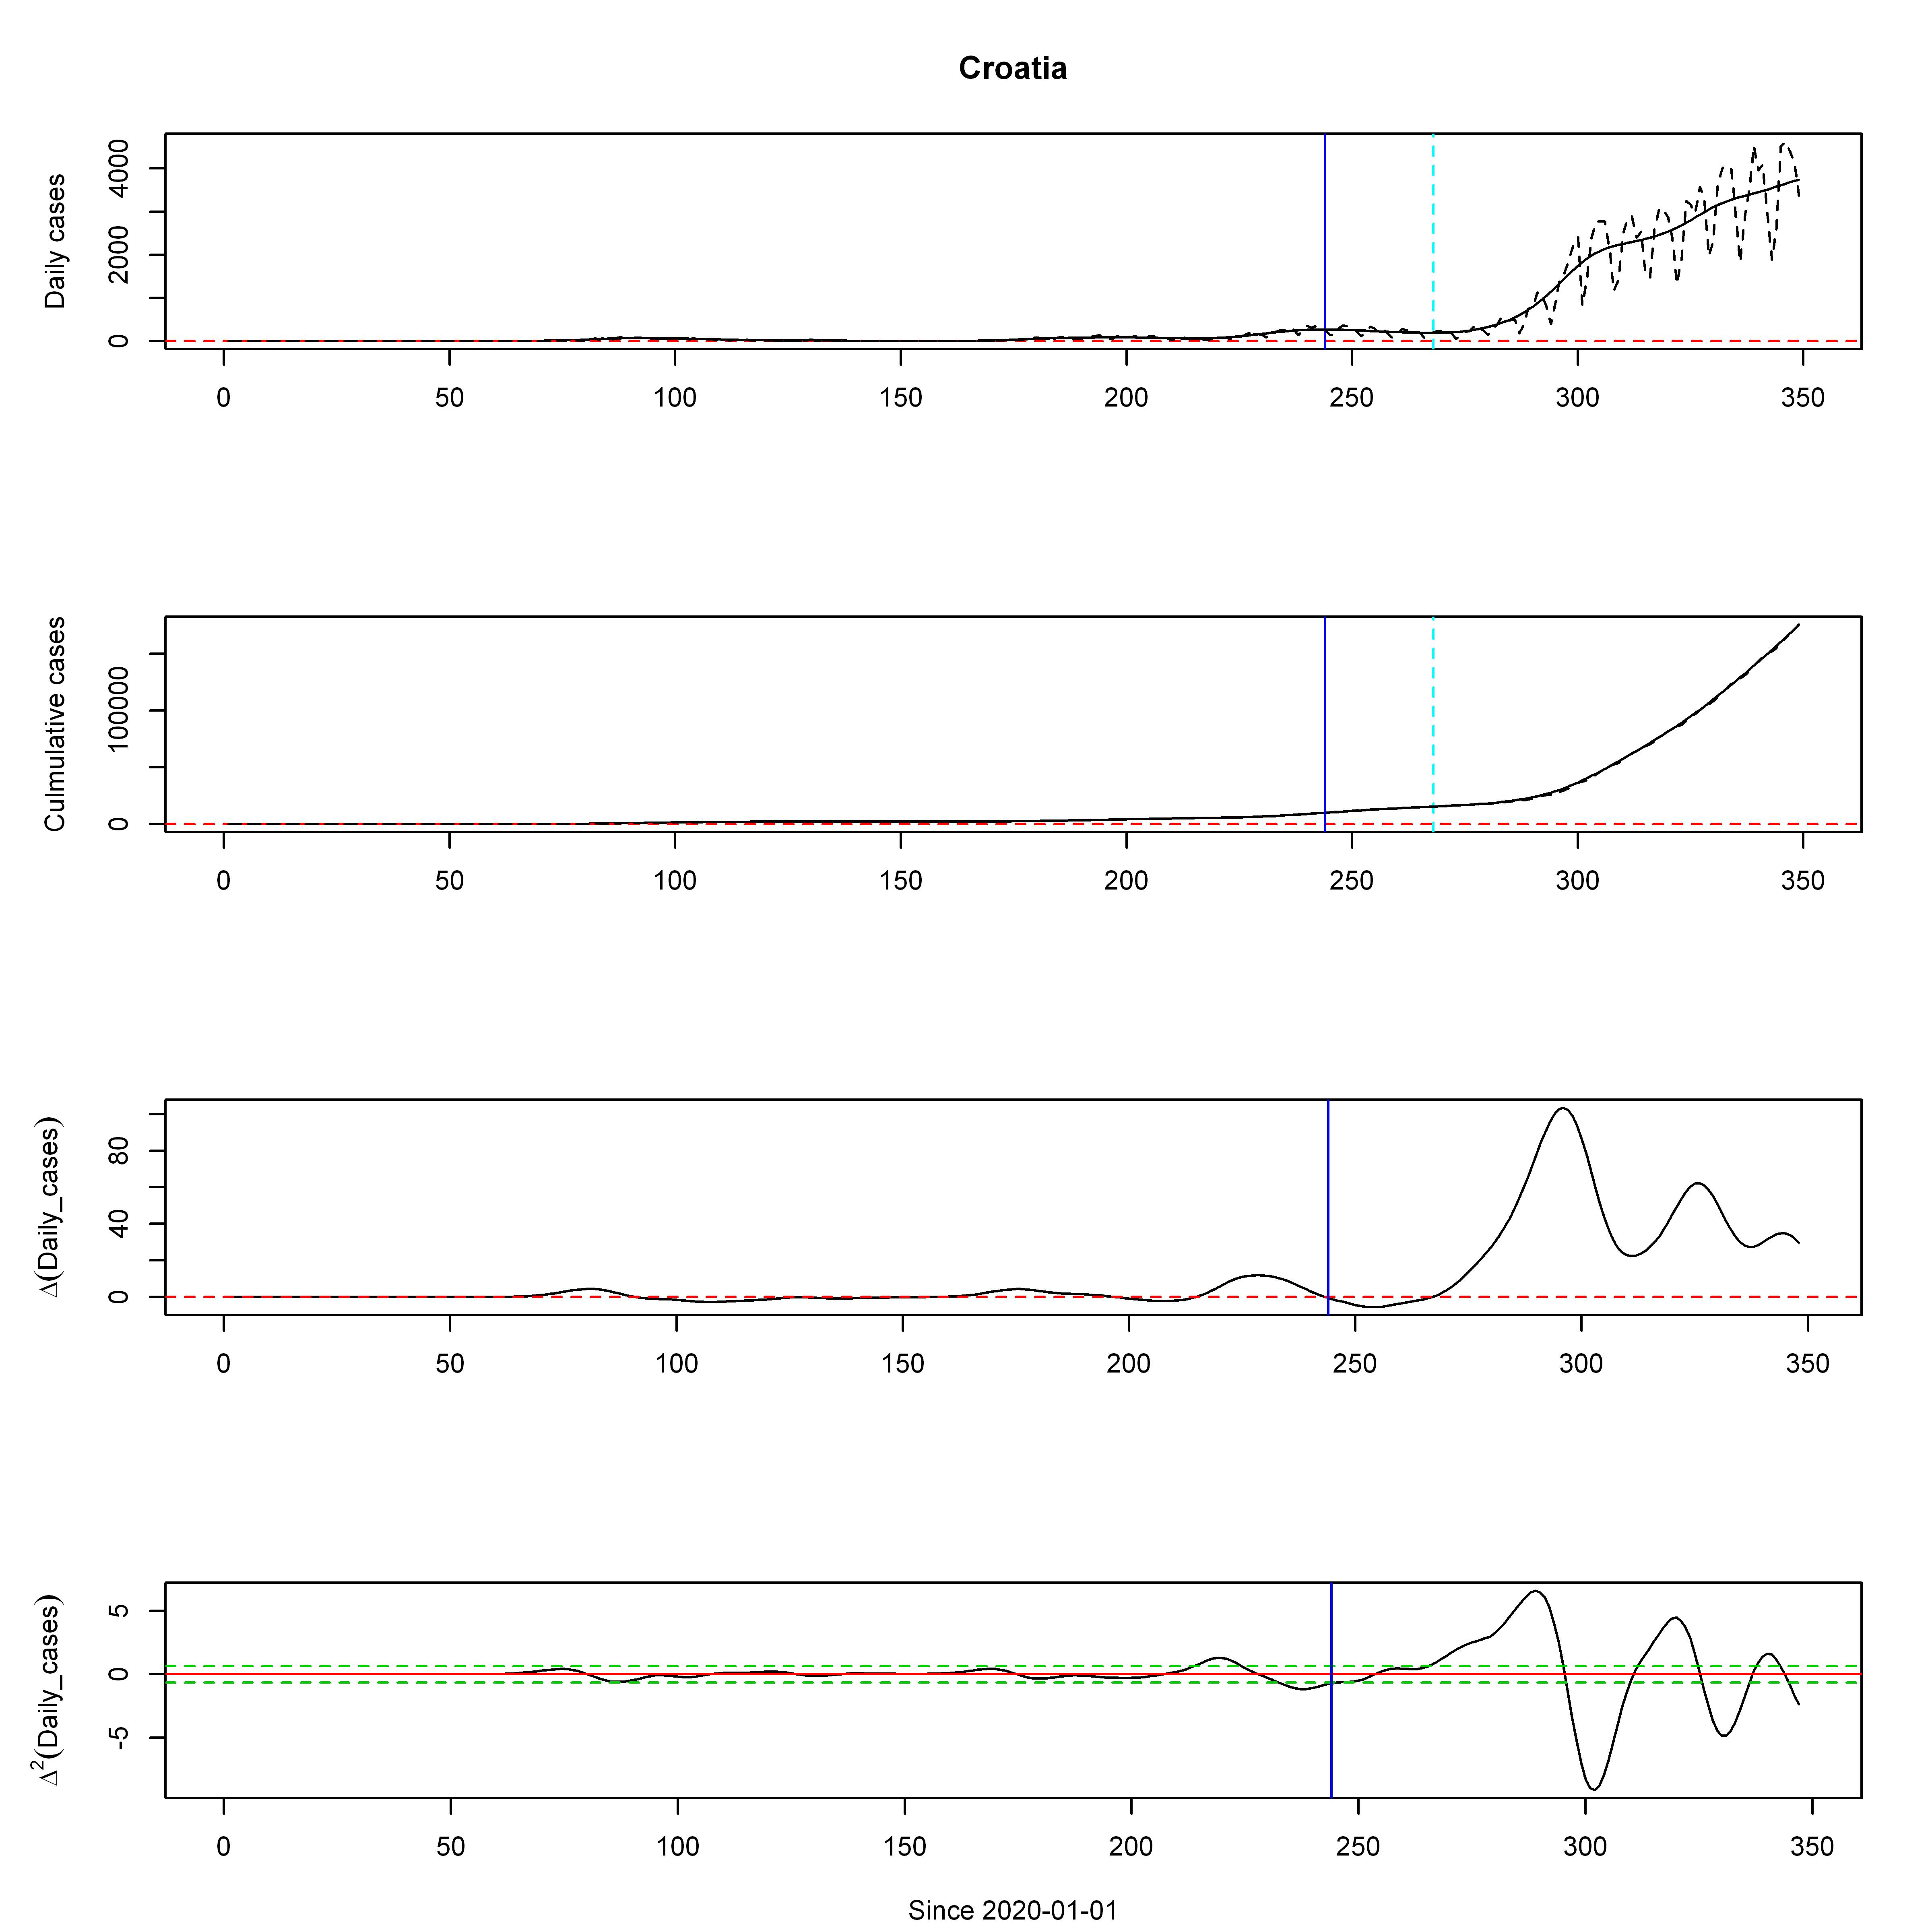 Croatia
Daily cases
0 2000 4000
0 50 100 150 200 250 300 350
Culmulative cases
0 100000
0 50 100 150 200 250 300 350
Δ(Daily_cases)
0 40 80
0 50 100 150 200 250 300 350
Δ²(Daily_cases)
-5 0 5
0 50 100 150 200 250 300 350
Since 2020-01-01